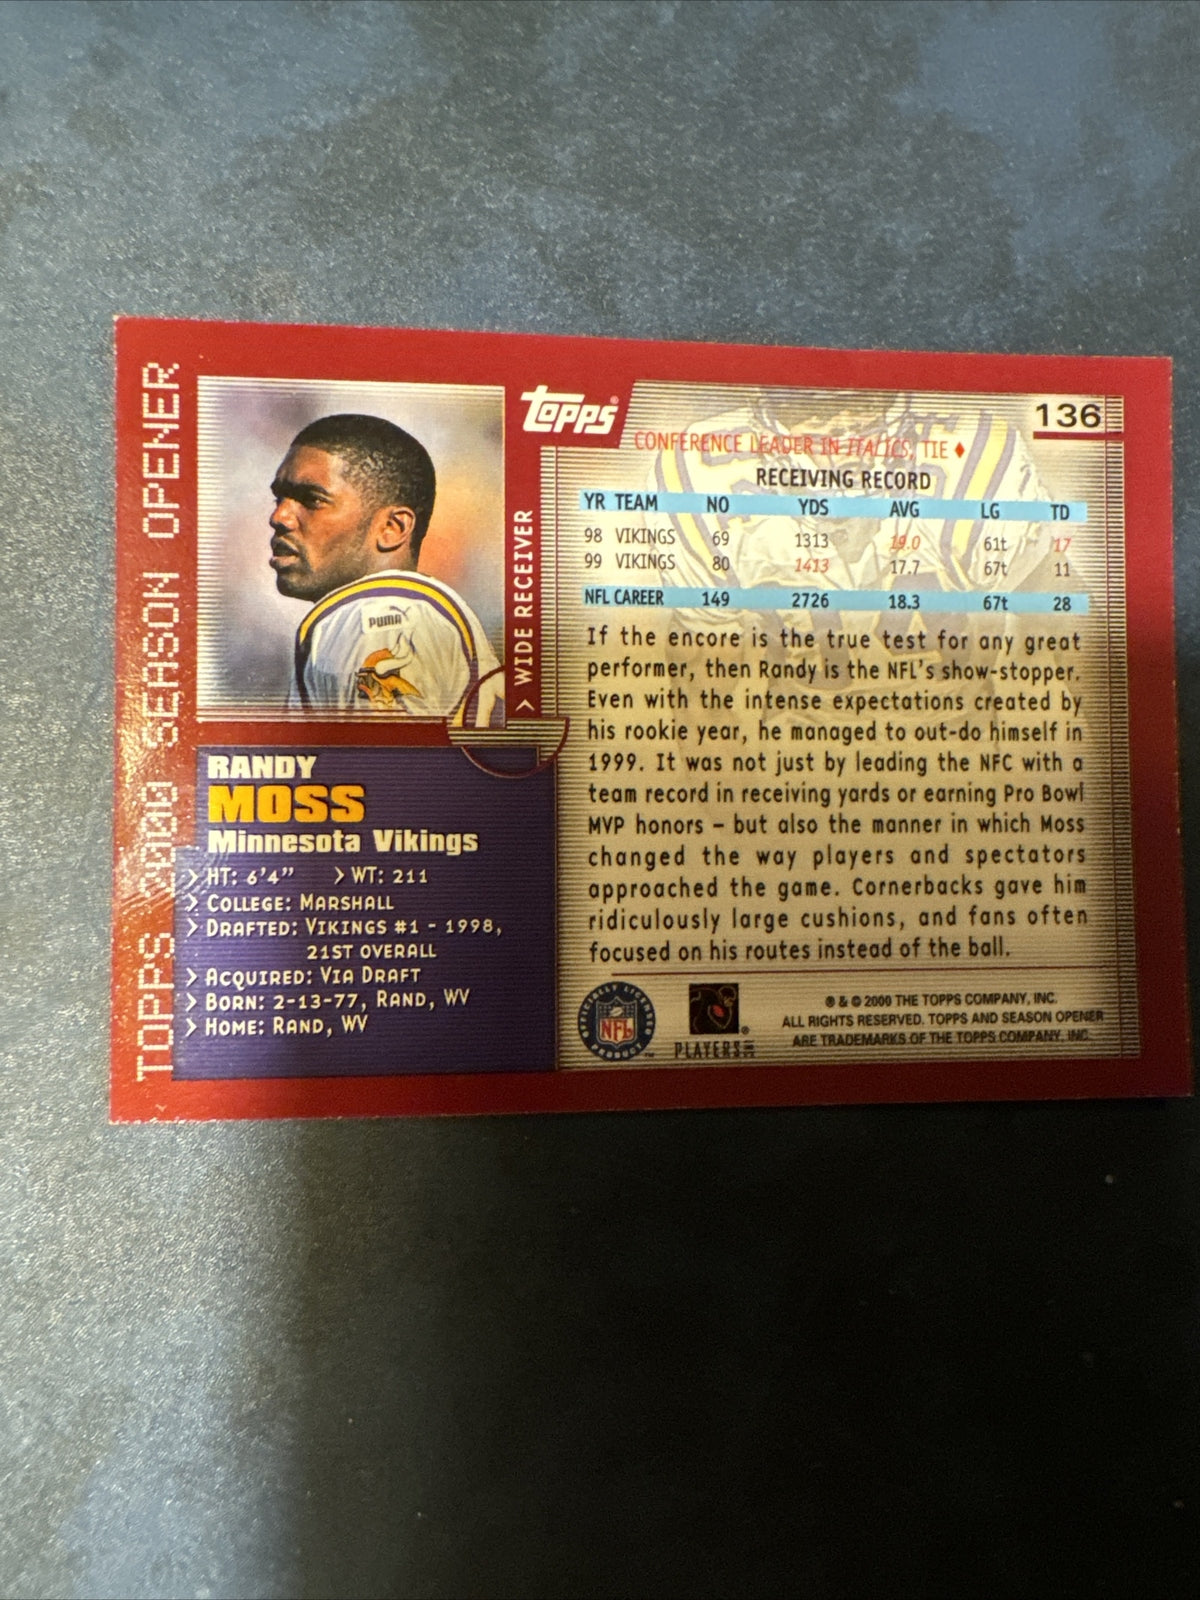 TOPPS 2000 SEASON OPENER
PUMA
> WIDE RECEIVER
RANDY
MOSS
Minnesota Vikings
> HT: 6'4" > WT: 211
> COLLEGE: MARSHALL
> DRAFTED: VIKINGS #1 - 1998,
21ST OVERALL
> ACQUIRED: VIA DRAFT
> BORN: 2-13-77, RAND, WV
> HOME: RAND, WV
Topps®
136
CONFERENCE LEADER IN ITALICS, TIE ♦
RECEIVING RECORD
YR TEAM NO YDS AVG LG TD
98 VIKINGS 69 1313 19.0 61t 17
99 VIKINGS 80 1413 17.7 67t 11
NFL CAREER 149 2726 18.3 67t 28
If the encore is the true test for any great
performer, then Randy is the NFL's show-stopper.
Even with the intense expectations created by
his rookie year, he managed to out-do himself in
1999. It was not just by leading the NFC with a
team record in receiving yards or earning Pro Bowl
MVP honors – but also the manner in which Moss
changed the way players and spectators
approached the game. Cornerbacks gave him
ridiculously large cushions, and fans often
focused on his routes instead of the ball.
OFFICIALLY LICENSED
NFL
PRODUCT ™
®
PLAYERS INC
® & © 2000 THE TOPPS COMPANY, INC.
ALL RIGHTS RESERVED. TOPPS AND SEASON OPENER
ARE TRADEMARKS OF THE TOPPS COMPANY, INC.